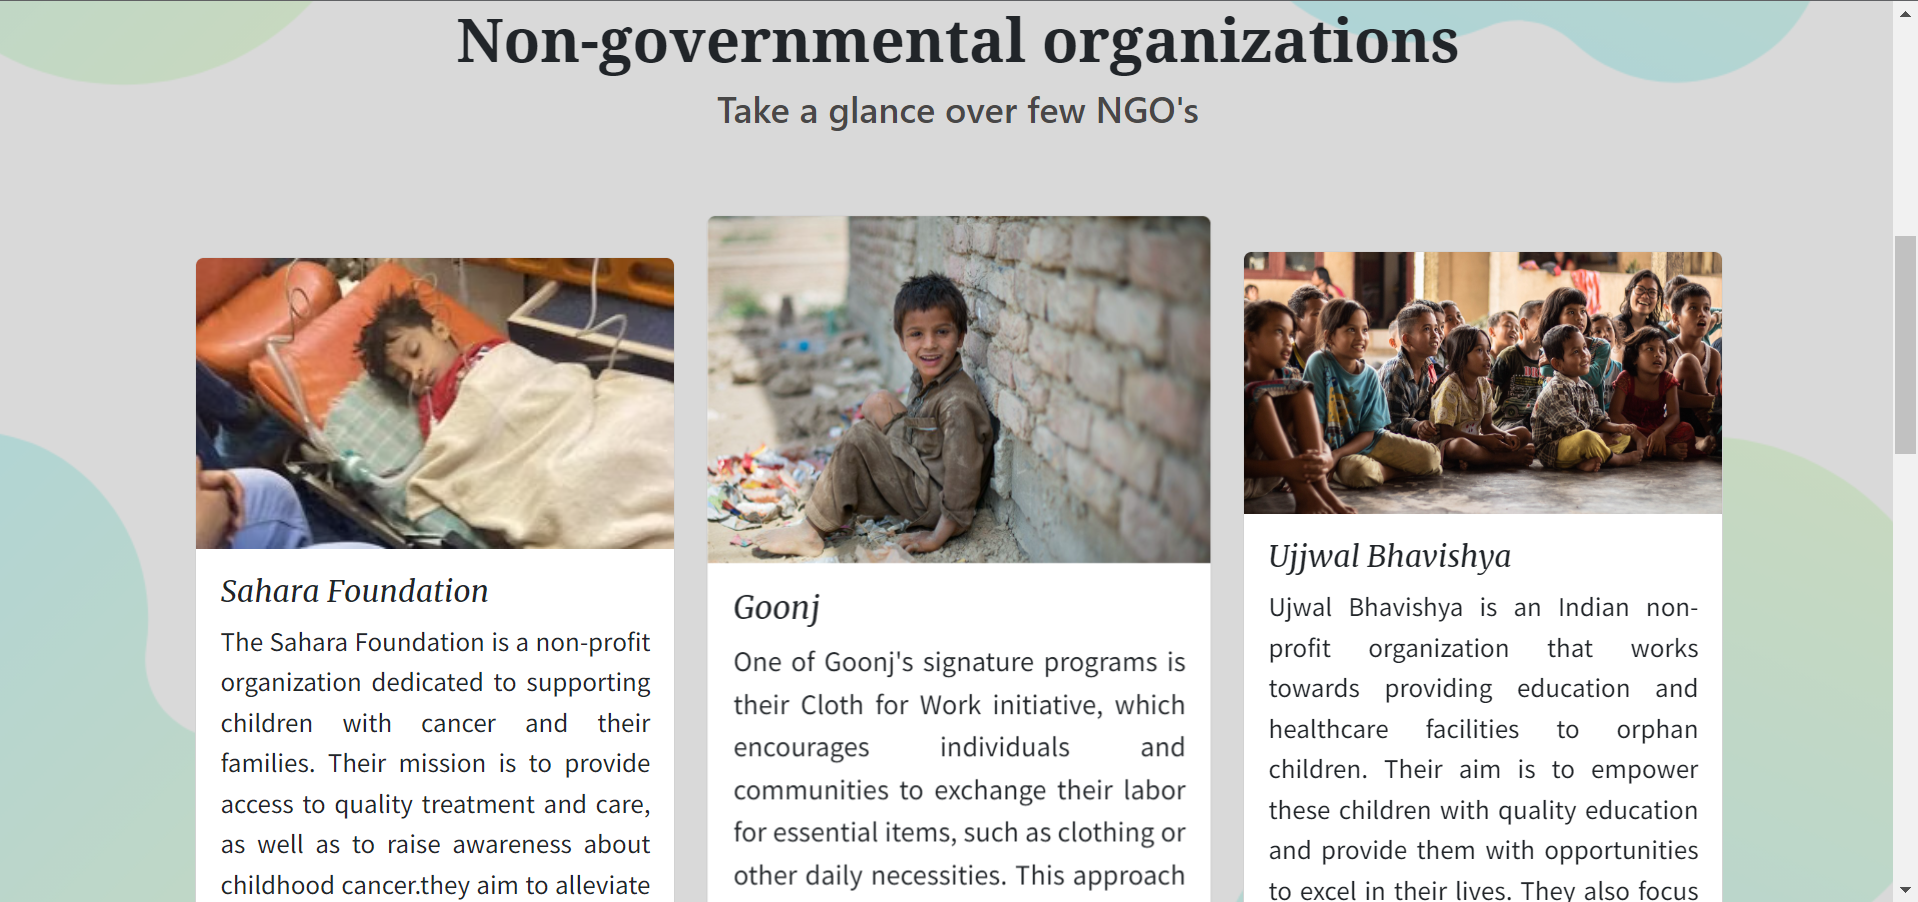 Non-governmental organizations
Take a glance over few NGO's
Sahara Foundation
The Sahara Foundation is a non-profit
organization dedicated to supporting
children with cancer and their
families. Their mission is to provide
access to quality treatment and care,
as well as to raise awareness about
childhood cancer.they aim to alleviate
Goonj
One of Goonj's signature programs is
their Cloth for Work initiative, which
encourages individuals and
communities to exchange their labor
for essential items, such as clothing or
other daily necessities. This approach
Ujjwal Bhavishya
Ujwal Bhavishya is an Indian non-
profit organization that works
towards providing education and
healthcare facilities to orphan
children. Their aim is to empower
these children with quality education
and provide them with opportunities
to excel in their lives. They also focus